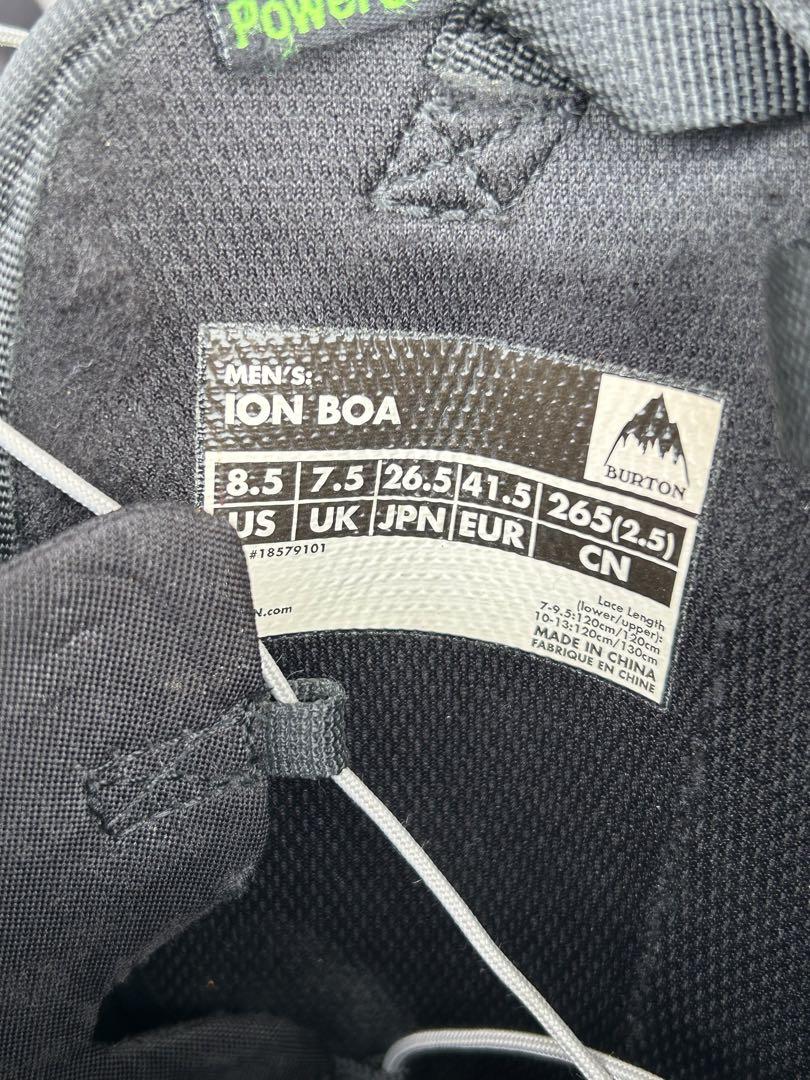 MEN'S:
ION BOA
BURTON
8.5 7.5 26.5 41.5 265(2.5)
US UK JPN EUR CN
#18579101
N.com
Lace Length
(lower/upper):
7-9.5:120cm/120cm
10-13:120cm/130cm
MADE IN CHINA
FABRIQUE EN CHINE